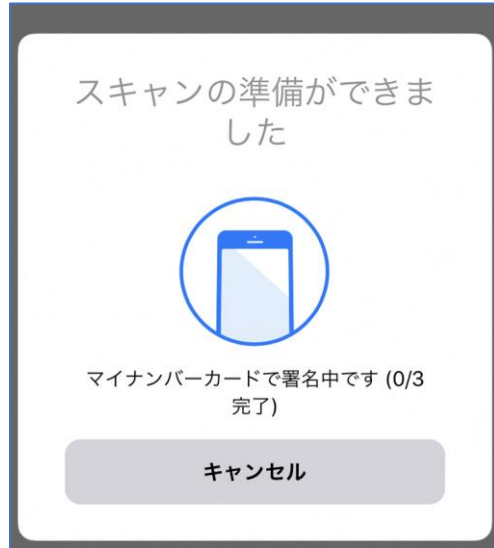 スキャンの準備ができま
した
マイナンバーカードで署名中です (0/3
完了)
キャンセル